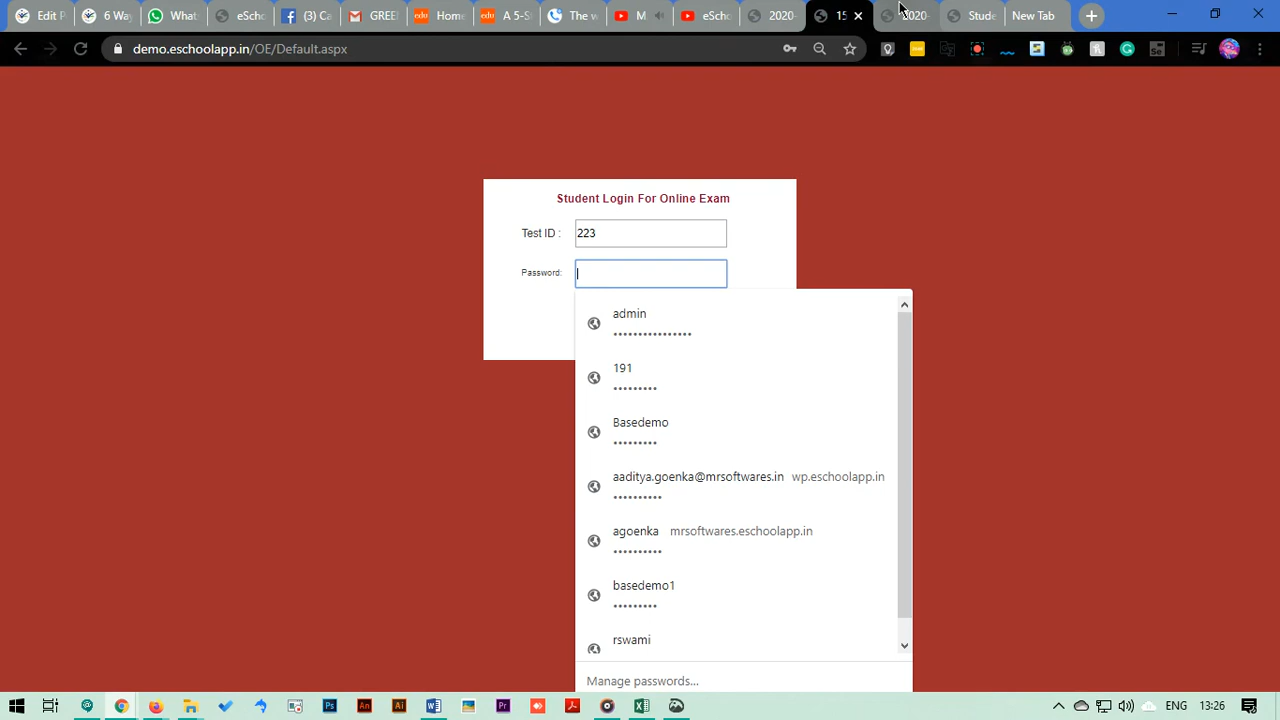 Edit P
6 Way
What
eSch
(3) Ca
GREE
Home
A 5-S
The w
M
eScho
2020-
15
2020-
Stude
New Tab
demo.eschoolapp.in/OE/Default.aspx
Student Login For Online Exam
Test ID : 223
Password:
admin
••••••••••••••••
191
•••••••••
Basedemo
•••••••••
aaditya.goenka@mrsoftwares.in wp.eschoolapp.in
••••••••••
agoenka mrsoftwares.eschoolapp.in
••••••••••
basedemo1
•••••••••
rswami
Manage passwords...
ENG 13:26